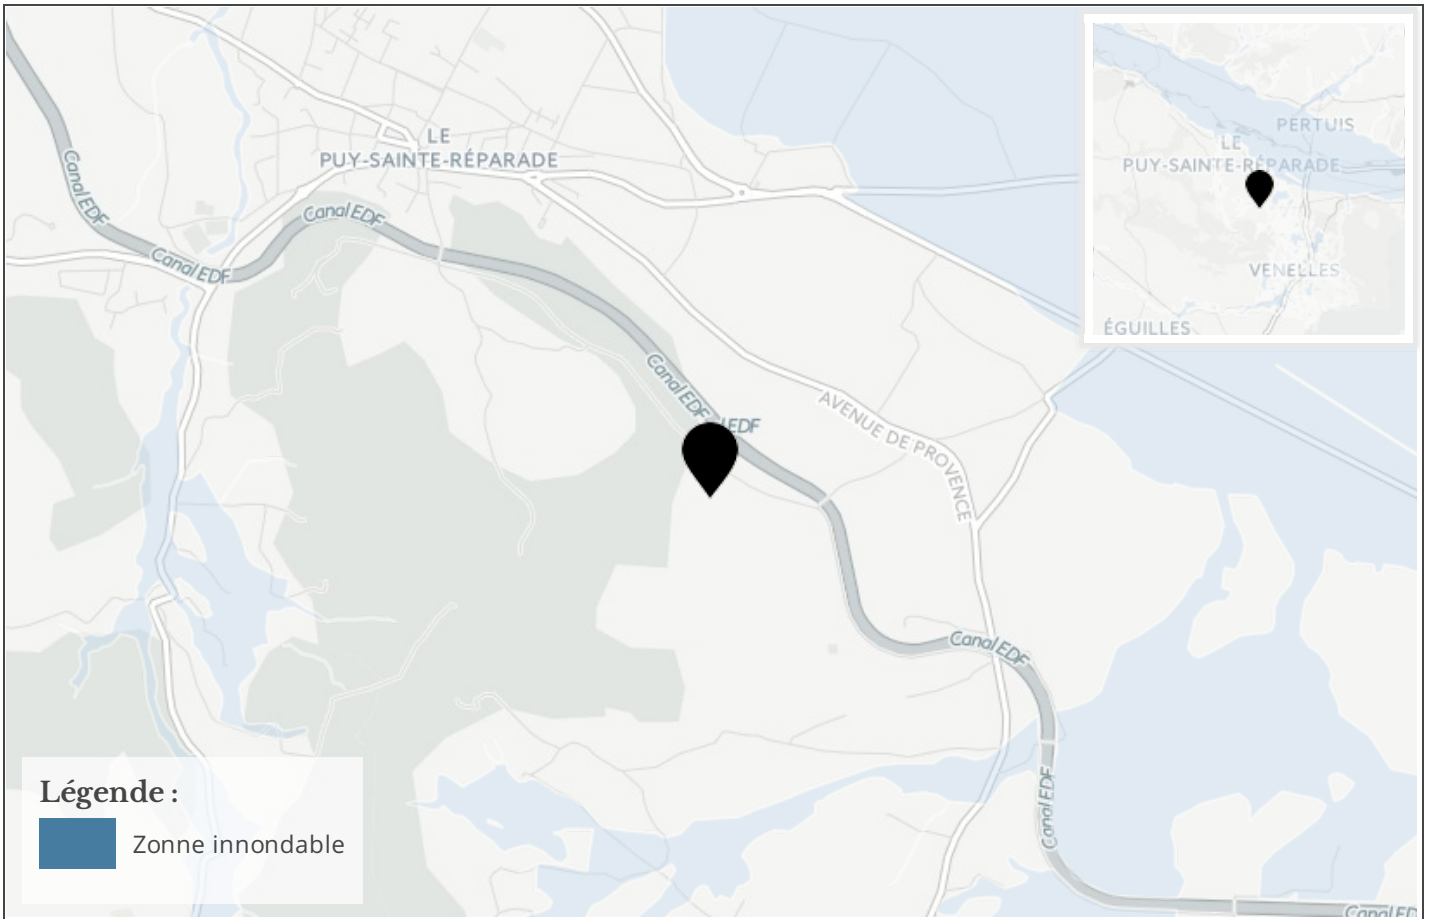 LE
PUY-SAINTE-RÉPARADE
Canal EDF
Canal EDF
Canal EDF
Canal EDF
EDF
AVENUE DE PROVENCE
Canal EDF
Canal EDF
Canal EDF
PERTUIS
LE
PUY-SAINTE-RÉPARADE
VENELLES
ÉGUILLES
Légende :
Zonne innondable